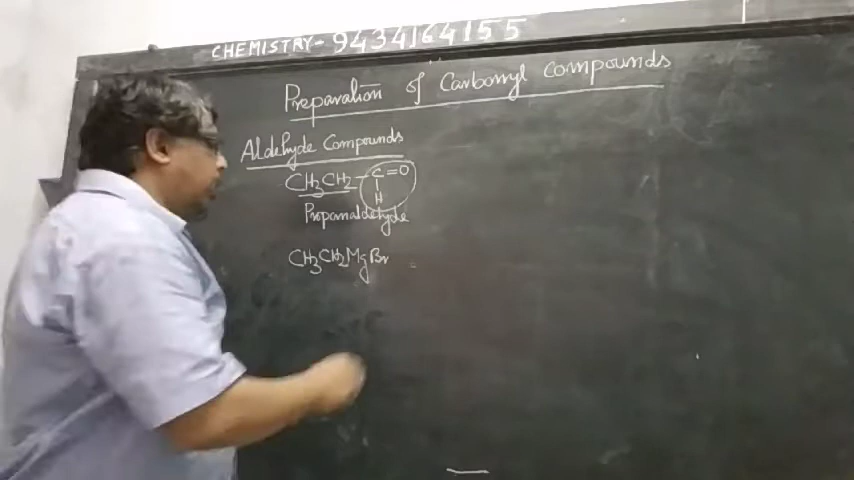 CHEMISTRY- 9434164155
Preparation of Carbonyl Compounds
Aldehyde Compounds
CH3CH2-C=O
H
Propanaldehyde
CH3CH2MgBr